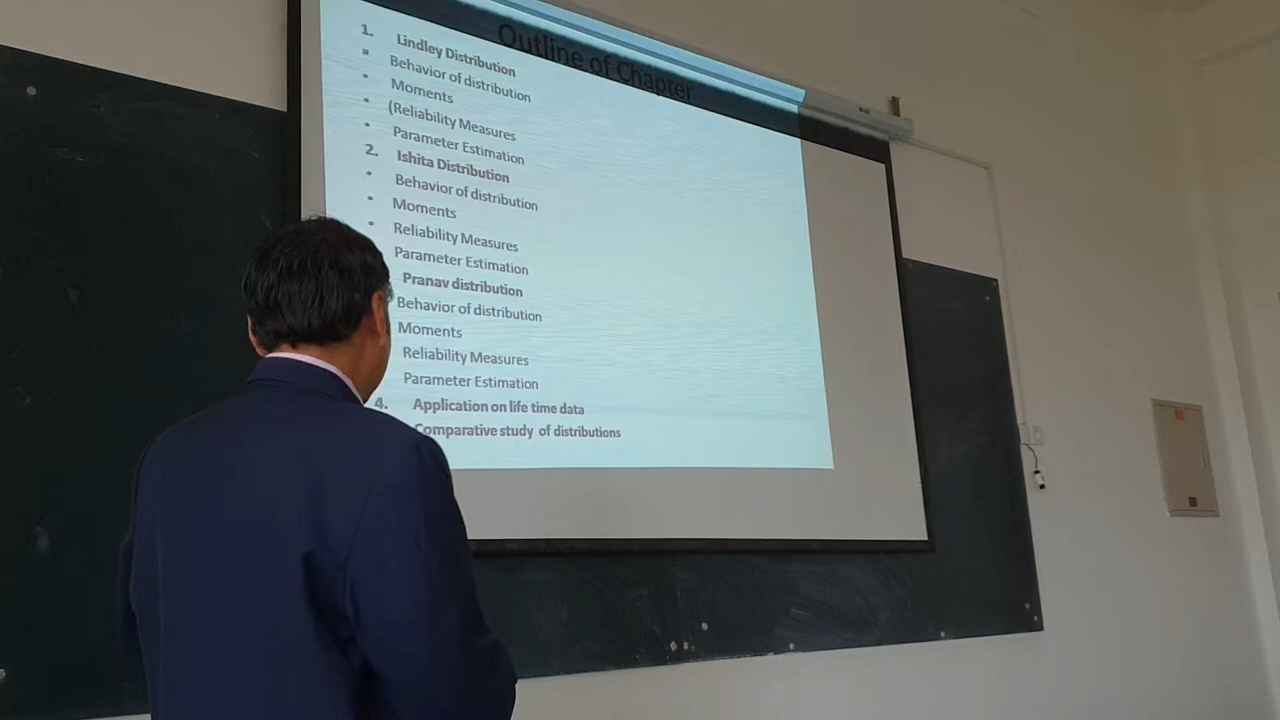 Outline of Chapter
1. Lindley Distribution
▪ Behavior of distribution
• Moments
• (Reliability Measures
• Parameter Estimation
2. Ishita Distribution
• Behavior of distribution
• Moments
• Reliability Measures
Parameter Estimation
Pranav distribution
Behavior of distribution
Moments
Reliability Measures
Parameter Estimation
4. Application on life time data
Comparative study of distributions